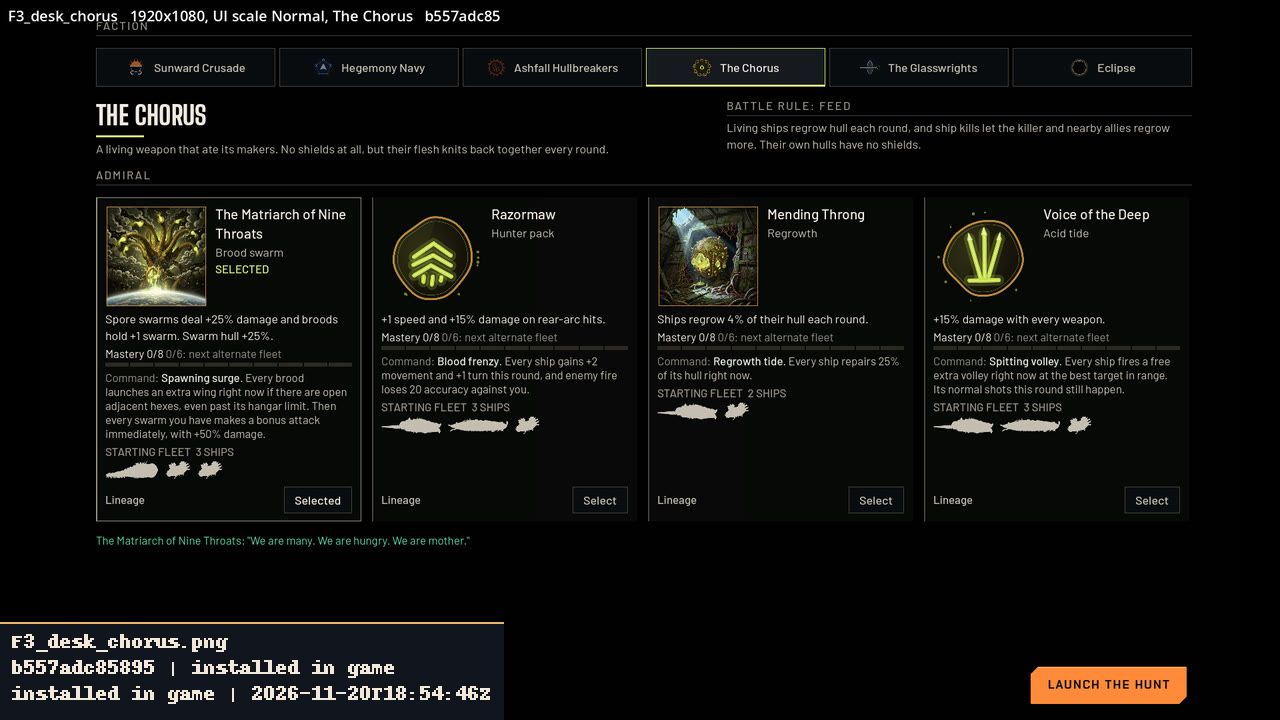 F3_desk_chorus 1920x1080, UI scale Normal, The Chorus b557adc85
FACTION
Sunward Crusade
Hegemony Navy
Ashfall Hullbreakers
The Chorus
The Glasswrights
Eclipse
THE CHORUS
A living weapon that ate its makers. No shields at all, but their flesh knits back together every round.
BATTLE RULE: FEED
Living ships regrow hull each round, and ship kills let the killer and nearby allies regrow
more. Their own hulls have no shields.
ADMIRAL
The Matriarch of Nine
Throats
Brood swarm
SELECTED
Spore swarms deal +25% damage and broods
hold +1 swarm. Swarm hull +25%.
Mastery 0/8 0/6: next alternate fleet
Command: Spawning surge. Every brood
launches an extra wing right now if there are open
adjacent hexes, even past its hangar limit. Then
every swarm you have makes a bonus attack
immediately, with +50% damage.
STARTING FLEET 3 SHIPS
Lineage
Selected
Razormaw
Hunter pack
+1 speed and +15% damage on rear-arc hits.
Mastery 0/8 0/6: next alternate fleet
Command: Blood frenzy. Every ship gains +2
movement and +1 turn this round, and enemy fire
loses 20 accuracy against you.
STARTING FLEET 3 SHIPS
Lineage
Select
Mending Throng
Regrowth
Ships regrow 4% of their hull each round.
Mastery 0/8 0/6: next alternate fleet
Command: Regrowth tide. Every ship repairs 25%
of its hull right now.
STARTING FLEET 2 SHIPS
Lineage
Select
Voice of the Deep
Acid tide
+15% damage with every weapon.
Mastery 0/8 0/6: next alternate fleet
Command: Spitting volley. Every ship fires a free
extra volley right now at the best target in range.
Its normal shots this round still happen.
STARTING FLEET 3 SHIPS
Lineage
Select
The Matriarch of Nine Throats: "We are many. We are hungry. We are mother."
F3_desk_chorus.png
b557adc85895 | installed in game
installed in game | 2026-11-20T18:54:46Z
LAUNCH THE HUNT